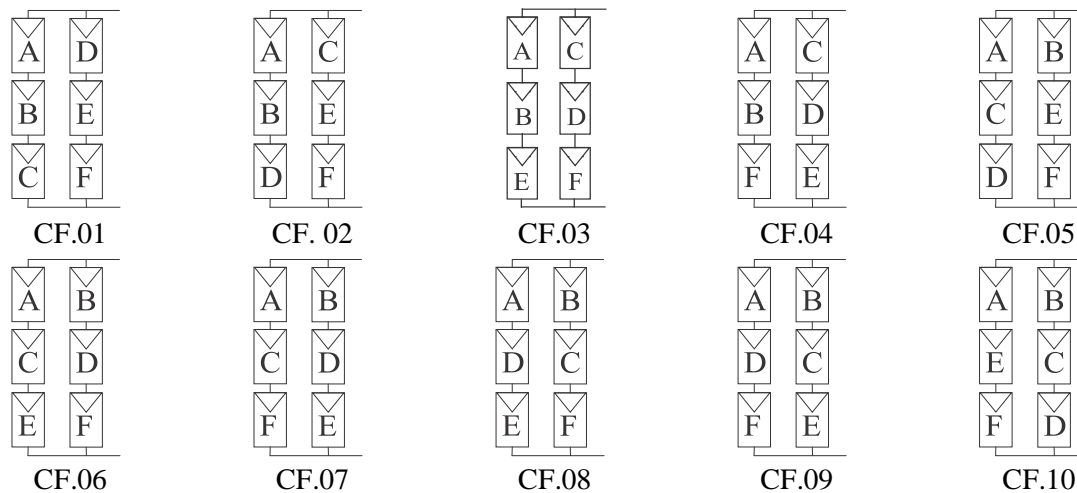 A D A C A C A C A B
B E B E B D B D C E
C F D F E F F E D F
CF.01 CF. 02 CF.03 CF.04 CF.05
A B A B A B A B A B
C D C D D C D C E C
E F F E E F F E F D
CF.06 CF.07 CF.08 CF.09 CF.10